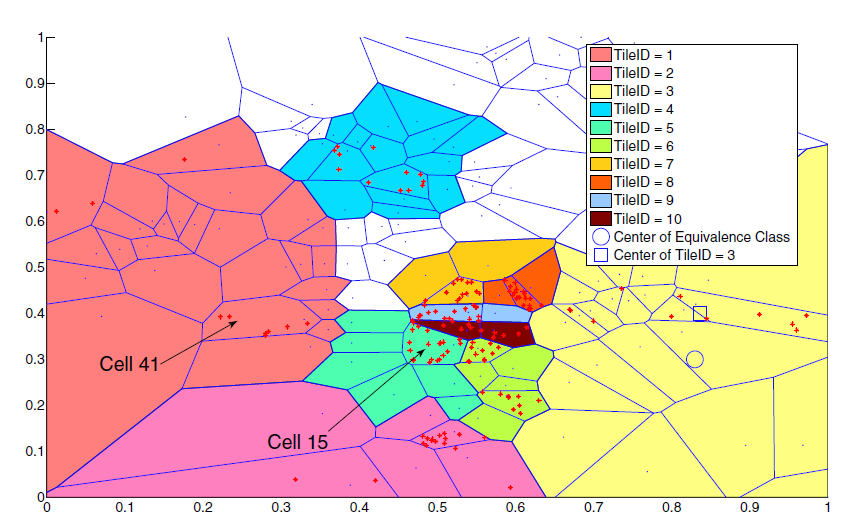 1
0.9
0.8
0.7
0.6
0.5
0.4
0.3
0.2
0.1
0
TileID = 1
TileID = 2
TileID = 3
TileID = 4
TileID = 5
TileID = 6
TileID = 7
TileID = 8
TileID = 9
TileID = 10
Center of Equivalence Class
Center of TileID = 3
Cell 41
Cell 15
0 0.1 0.2 0.3 0.4 0.5 0.6 0.7 0.8 0.9 1